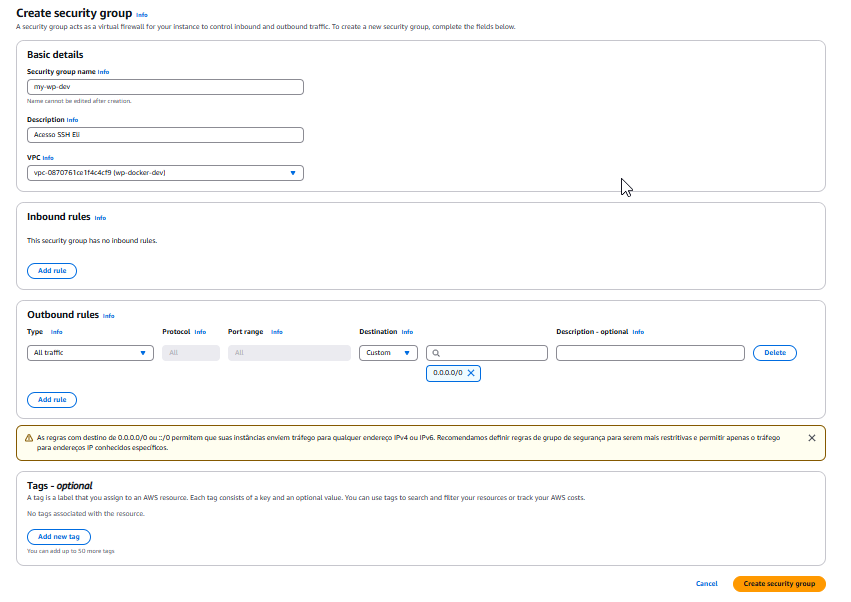 Create security group Info
A security group acts as a virtual firewall for your instance to control inbound and outbound traffic. To create a new security group, complete the fields below.
Basic details
Security group name Info
my-wp-dev
Name cannot be edited after creation.
Description Info
Acesso SSH EU
VPC Info
vpc-0870761ce1f4c4cf9 (wp-docker-dev)
Inbound rules Info
This security group has no inbound rules.
Add rule
Outbound rules Info
Type Info Protocol Info Port range Info Destination Info Description - optional Info
All traffic All All Custom Delete
0.0.0.0/0
Add rule
As regras com destino de 0.0.0.0/0 ou ::/0 permitem que suas instâncias enviem tráfego para qualquer endereço IPv4 ou IPv6. Recomendamos definir regras de grupo de segurança para serem mais restritivas e permitir apenas o tráfego
para endereços IP conhecidos específicos.
Tags - optional
A tag is a label that you assign to an AWS resource. Each tag consists of a key and an optional value. You can use tags to search and filter your resources or track your AWS costs.
No tags associated with the resource.
Add new tag
You can add up to 50 more tags
Cancel Create security group